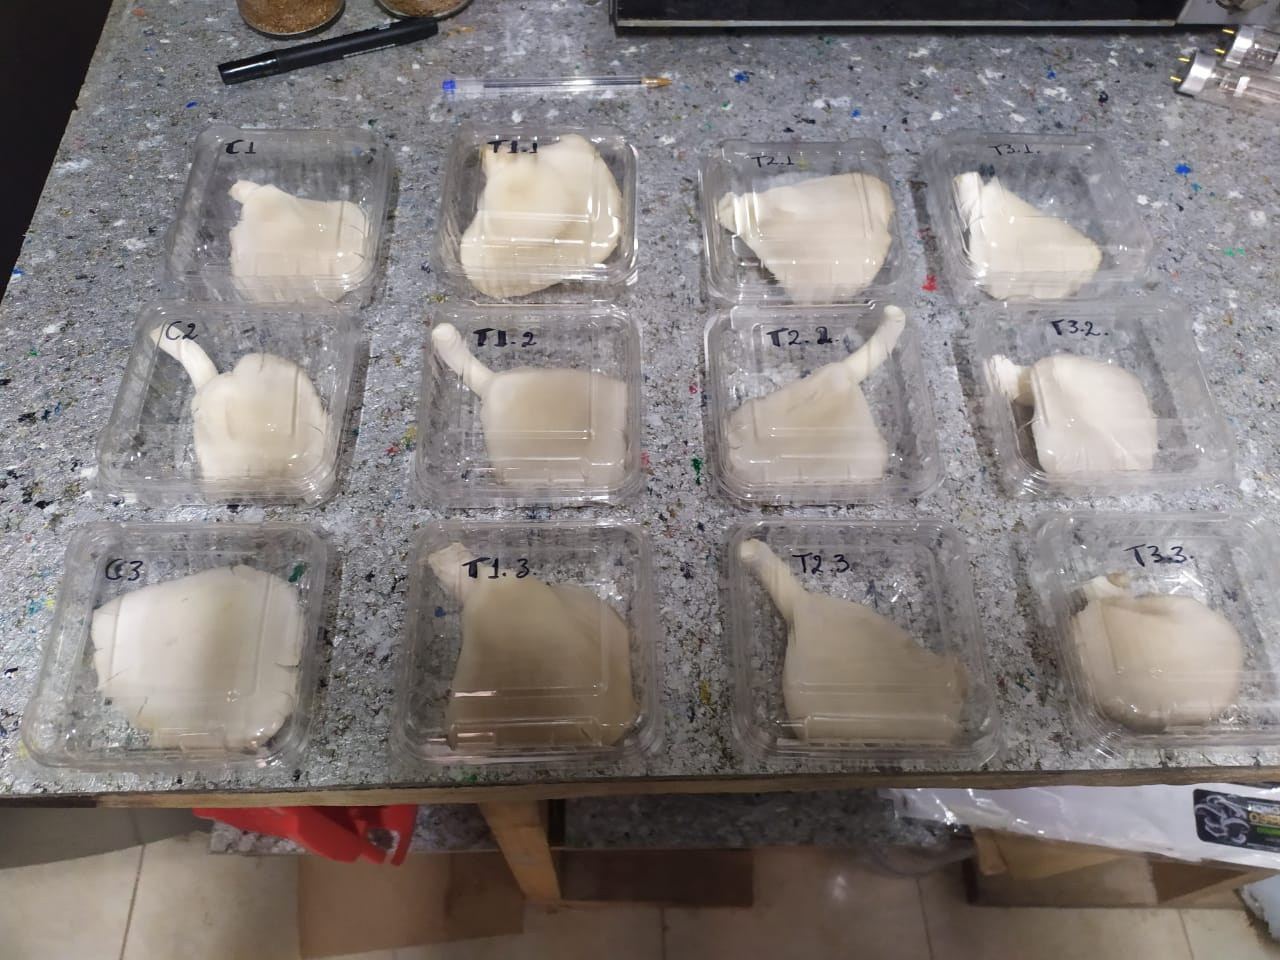 C1
T1.1
T2.1
T3.1.
C2
T1.2
T2.2.
T3.2.
C3
T1.3.
T2.3.
T3.3.